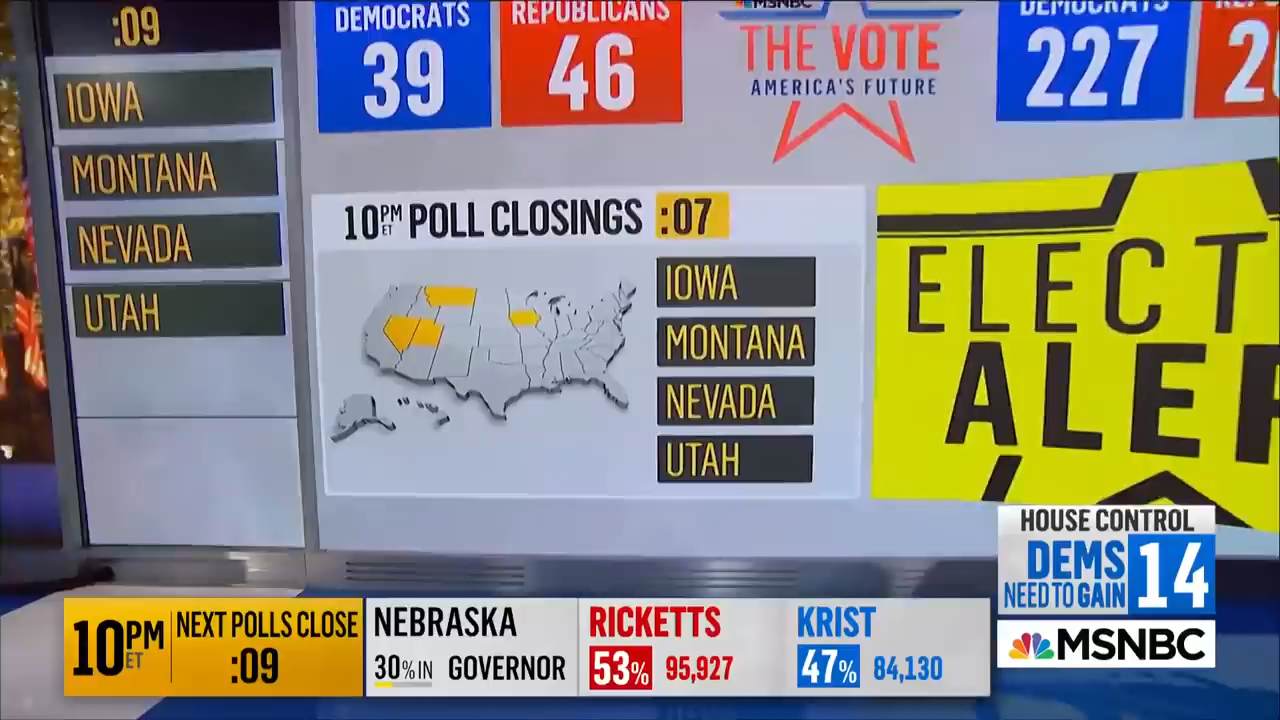 :09
IOWA
MONTANA
NEVADA
UTAH
DEMOCRATS
39
REPUBLICANS
46
MSNBC
THE VOTE
AMERICA'S FUTURE
DEMOCRATS
227
10PM ET POLL CLOSINGS :07
IOWA
MONTANA
NEVADA
UTAH
ELECT
ALER
HOUSE CONTROL
DEMS
NEED TO GAIN
14
MSNBC
10PM ET
NEXT POLLS CLOSE
:09
NEBRASKA
30% IN GOVERNOR
RICKETTS
53% 95,927
KRIST
47% 84,130